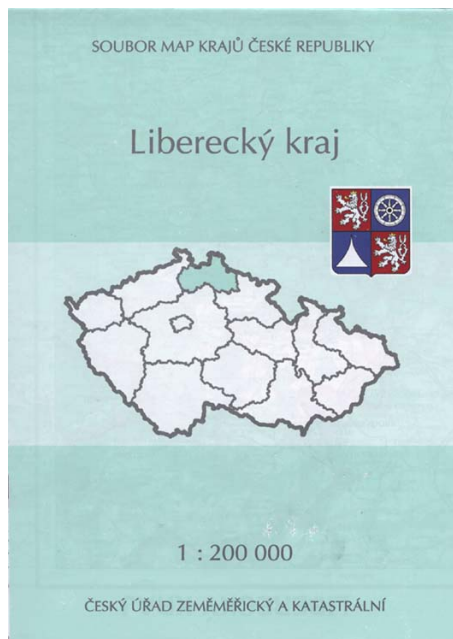 SOUBOR MAP KRAJŮ ČESKÉ REPUBLIKY
Liberecký kraj
1 : 200 000
ČESKÝ ÚŘAD ZEMĚMĚŘICKÝ A KATASTRÁLNÍ